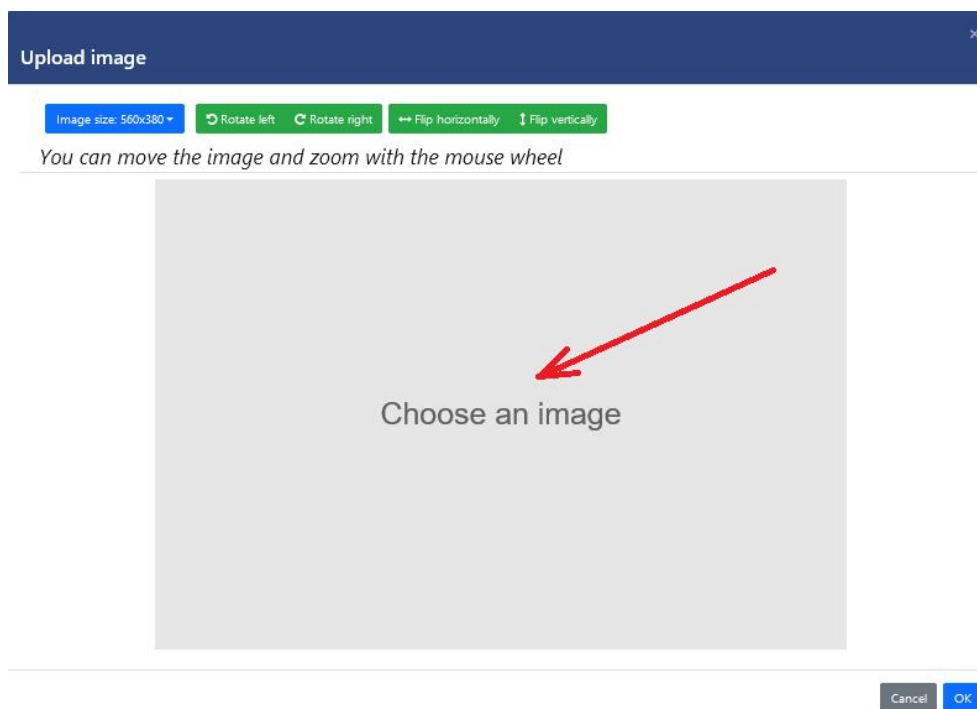 Upload image
Image size: 560x380
Rotate left Rotate right Flip horizontally Flip vertically
You can move the image and zoom with the mouse wheel
Choose an image
Cancel OK